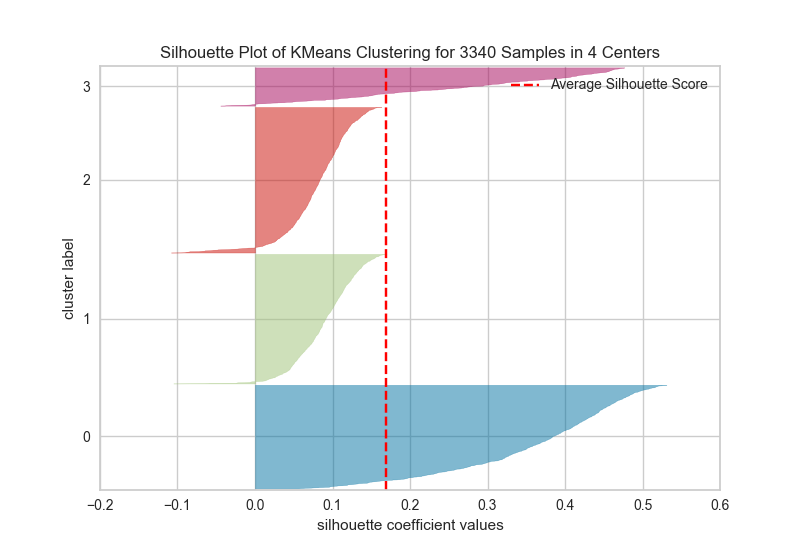 Silhouette Plot of KMeans Clustering for 3340 Samples in 4 Centers
Average Silhouette Score
cluster label
3
2
1
0
−0.2 −0.1 0.0 0.1 0.2 0.3 0.4 0.5 0.6
silhouette coefficient values